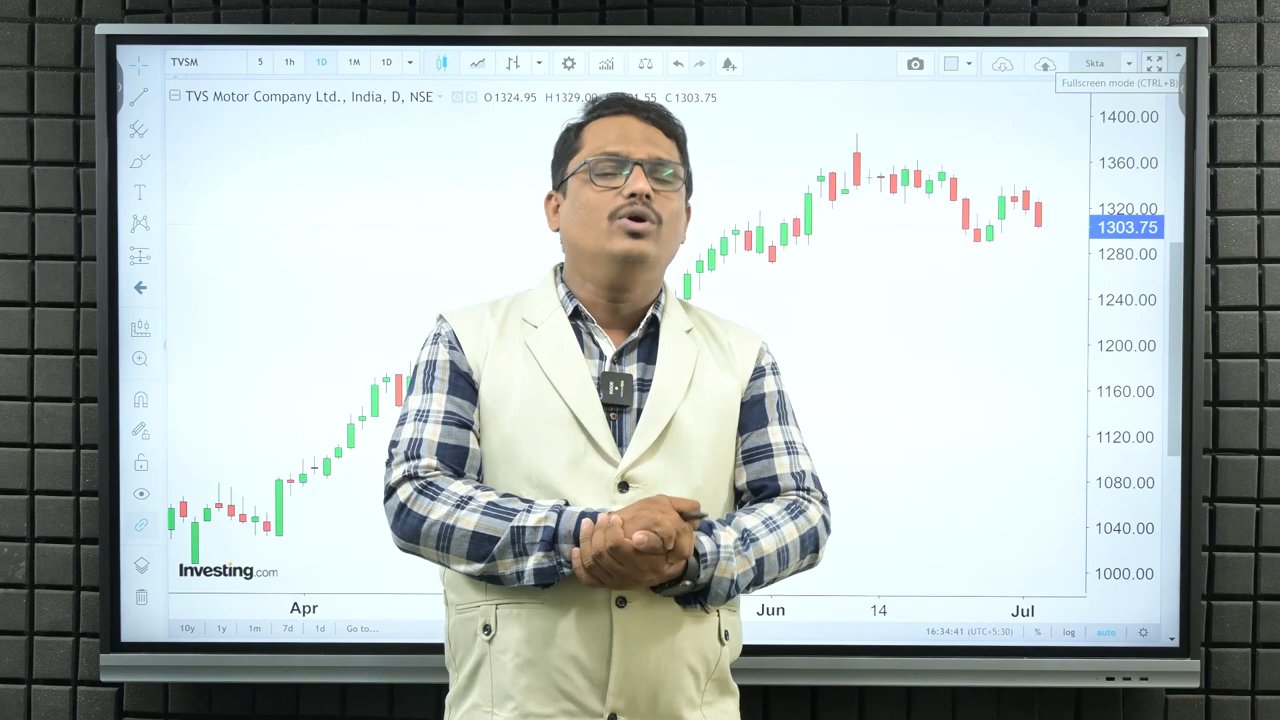 TVSM 5 1h 1D 1M 1D Skta
Fullscreen mode (CTRL+B)
TVS Motor Company Ltd., India, D, NSE O1324.95 H1329.00 C1303.75
1400.00
1360.00
1320.00
1303.75
1280.00
1240.00
1200.00
1160.00
1120.00
1080.00
1040.00
1000.00
Investing.com
Apr Jun 14 Jul
10y 1y 1m 7d 1d Go to... 16:34:41 (UTC+5:30) % log auto